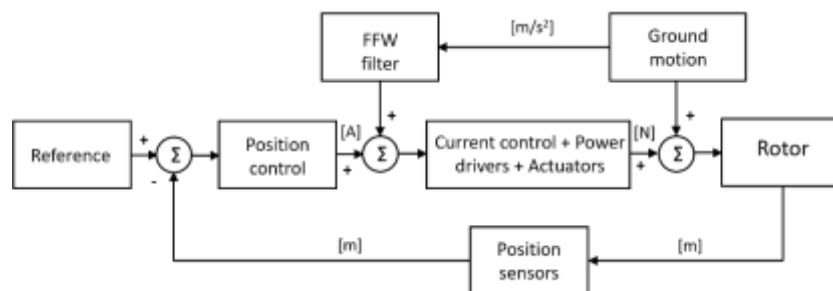 [m/s²]
FFW
filter
Ground
motion
+
+
Reference
+
-
Σ
Position
control
[A]
+
Σ
Current control + Power
drivers + Actuators
[N]
+
Σ
Rotor
[m]
Position
sensors
[m]